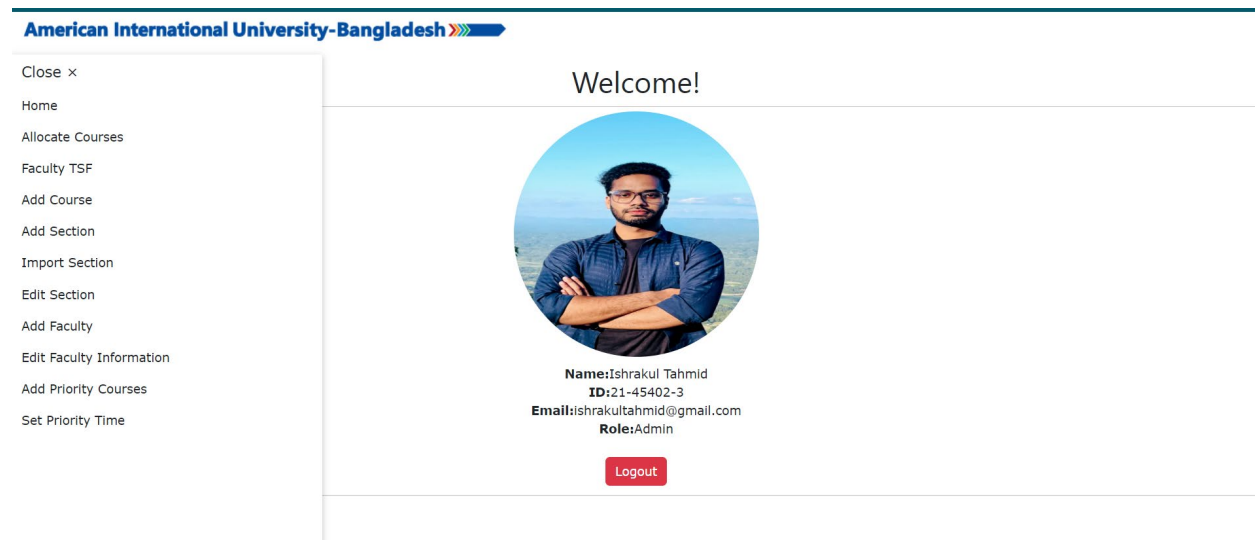 American International University-Bangladesh
Close ×
Home
Allocate Courses
Faculty TSF
Add Course
Add Section
Import Section
Edit Section
Add Faculty
Edit Faculty Information
Add Priority Courses
Set Priority Time
Welcome!
Name:Ishrakul Tahmid
ID:21-45402-3
Email:ishrakultahmid@gmail.com
Role:Admin
Logout